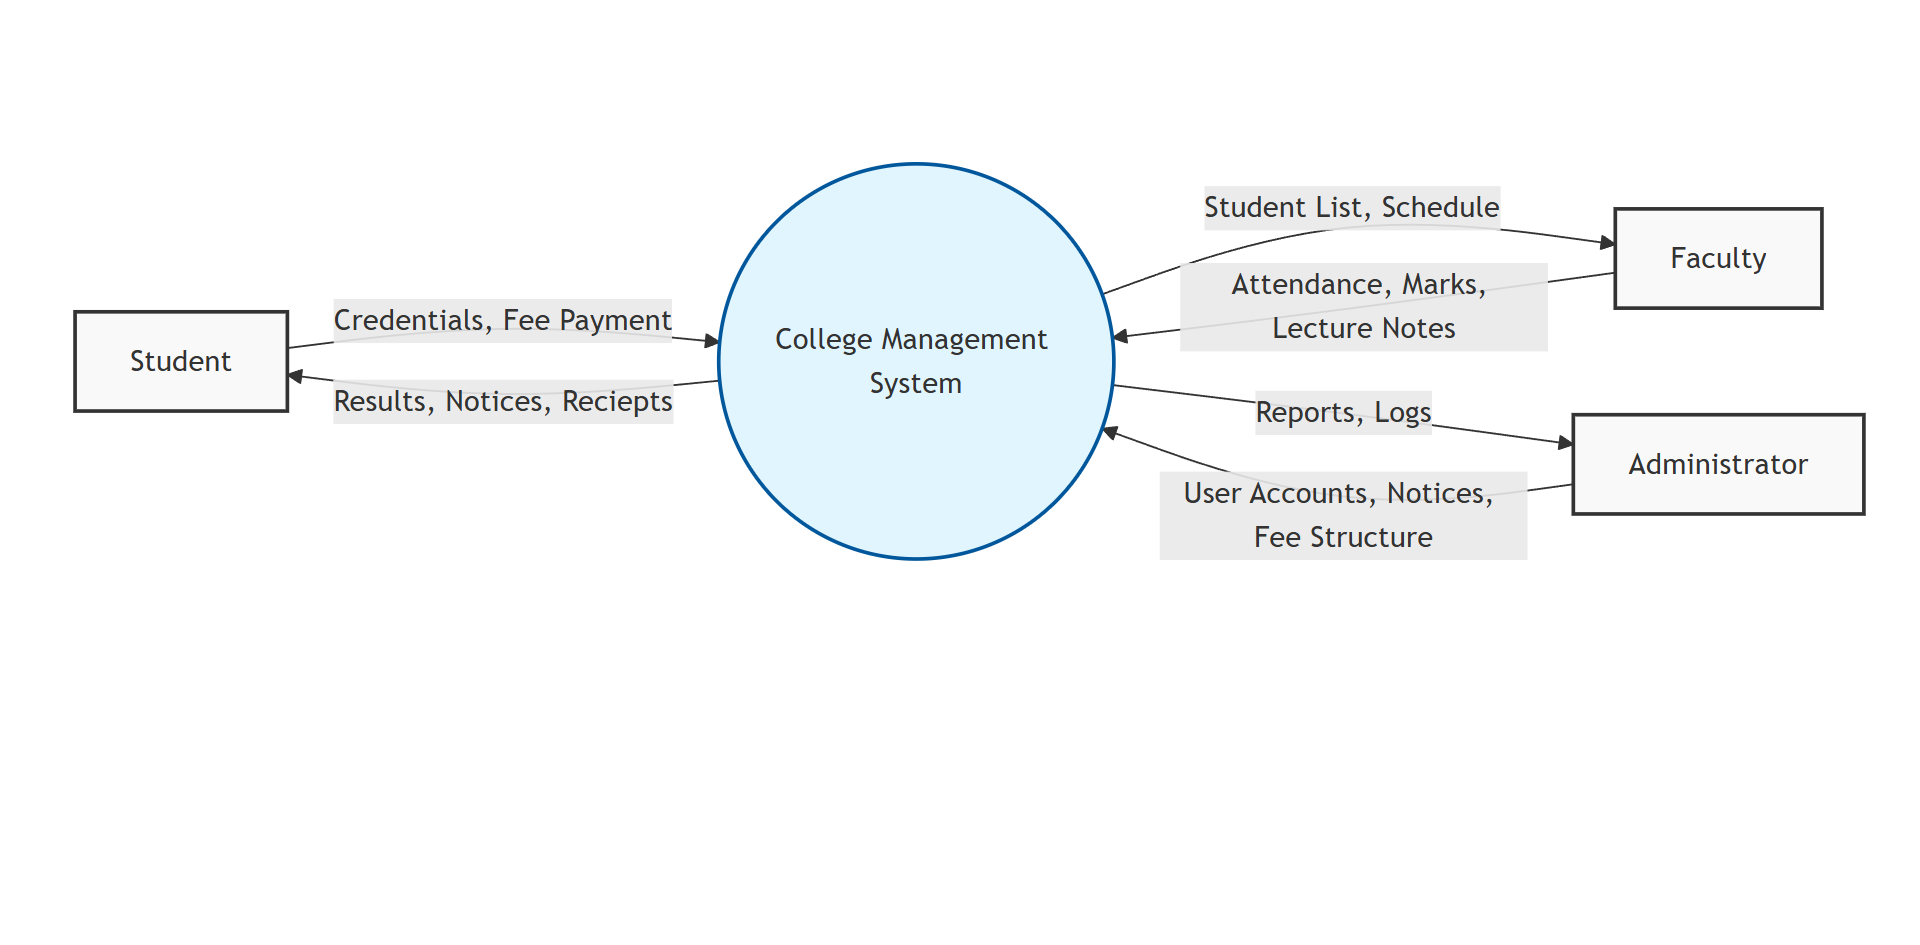 Student
Credentials, Fee Payment
Results, Notices, Reciepts
College Management
System
Student List, Schedule
Attendance, Marks,
Lecture Notes
Reports, Logs
User Accounts, Notices,
Fee Structure
Faculty
Administrator